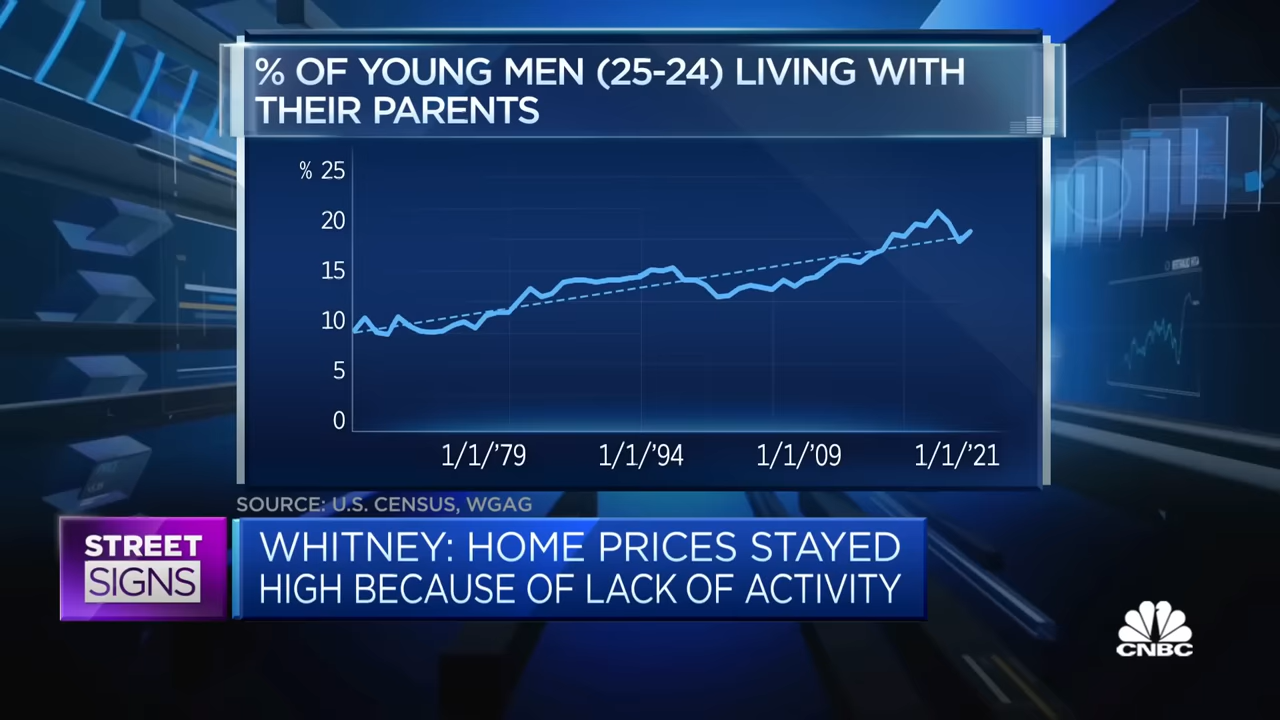 % OF YOUNG MEN (25-24) LIVING WITH
THEIR PARENTS
% 25
20
15
10
5
0
1/1/'79 1/1/'94 1/1/'09 1/1/'21
SOURCE: U.S. CENSUS, WGAG
STREET
SIGNS
WHITNEY: HOME PRICES STAYED
HIGH BECAUSE OF LACK OF ACTIVITY
CNBC